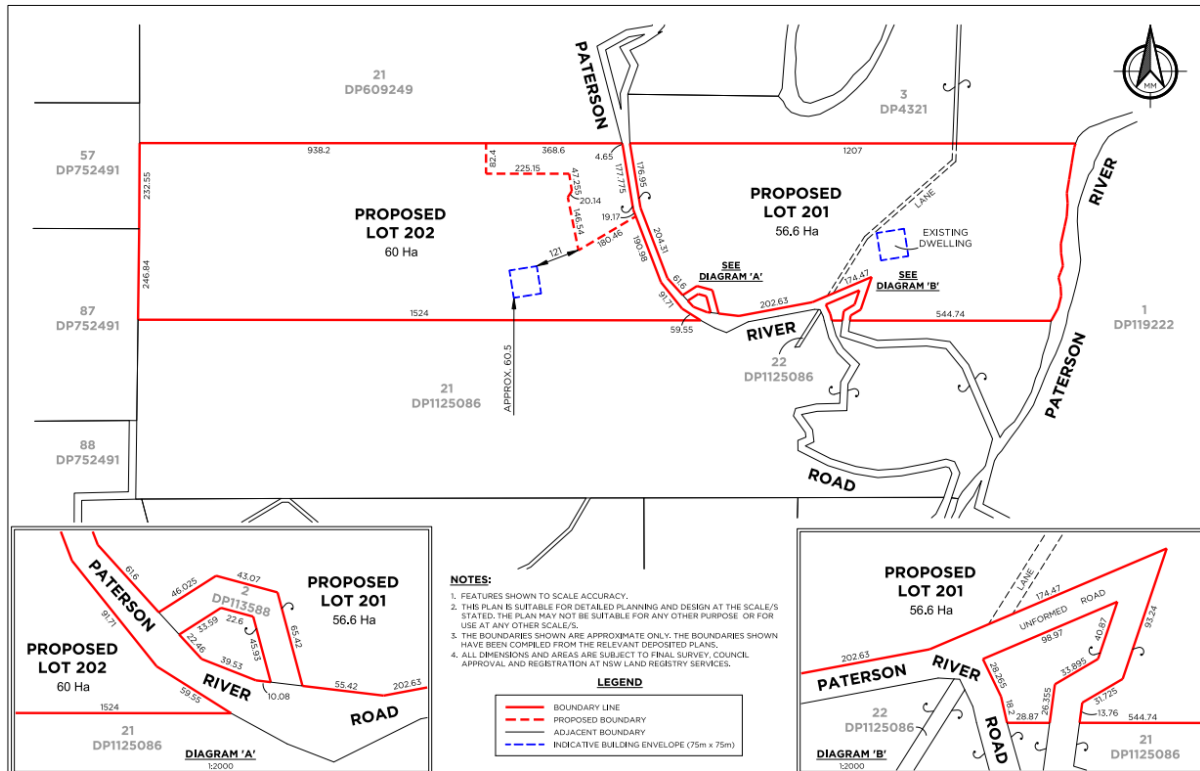 PATERSON
MM
21
DP609249
3
DP4321
57
DP752491
938.2
368.6
4.65
1207
82.4
225.15
47.255
20.14
146.54
232.55
177.775
176.95
19.17
180.46
190.98
204.31
LANE
RIVER
PROPOSED
LOT 202
60 Ha
PROPOSED
LOT 201
56.6 Ha
EXISTING
DWELLING
121
SEE
DIAGRAM 'A'
SEE
DIAGRAM 'B'
61.6
91.71
174.47
202.63
246.84
87
DP752491
1524
59.55
RIVER
544.74
1
DP119222
22
DP1125086
APPROX. 60.5
21
DP1125086
PATERSON
88
DP752491
ROAD
PATERSON
61.6
46.025
43.07
2
DP113588
33.59
22.6
45.93
65.42
91.71
22.46
39.53
PROPOSED
LOT 201
56.6 Ha
PROPOSED
LOT 202
60 Ha
RIVER
10.08
55.42
202.63
59.55
1524
ROAD
21
DP1125086
DIAGRAM 'A'
1:2000
NOTES:
1. FEATURES SHOWN TO SCALE ACCURACY.
2. THIS PLAN IS SUITABLE FOR DETAILED PLANNING AND DESIGN AT THE SCALE/S
STATED. THE PLAN MAY NOT BE SUITABLE FOR ANY OTHER PURPOSE OR FOR
USE AT ANY OTHER SCALE/S.
3. THE BOUNDARIES SHOWN ARE APPROXIMATE ONLY. THE BOUNDARIES SHOWN
HAVE BEEN COMPILED FROM THE RELEVANT DEPOSITED PLANS.
4. ALL DIMENSIONS AND AREAS ARE SUBJECT TO FINAL SURVEY, COUNCIL
APPROVAL AND REGISTRATION AT NSW LAND REGISTRY SERVICES.
LEGEND
BOUNDARY LINE
PROPOSED BOUNDARY
ADJACENT BOUNDARY
INDICATIVE BUILDING ENVELOPE (75m x 75m)
PROPOSED
LOT 201
56.6 Ha
LANE
174.47
UNFORMED ROAD
98.97
40.87
93.24
202.63
PATERSON
RIVER
28.265
33.895
18.2
26.355
31.725
13.76
28.87
544.74
22
DP1125086
ROAD
21
DP1125086
DIAGRAM 'B'
1:2000